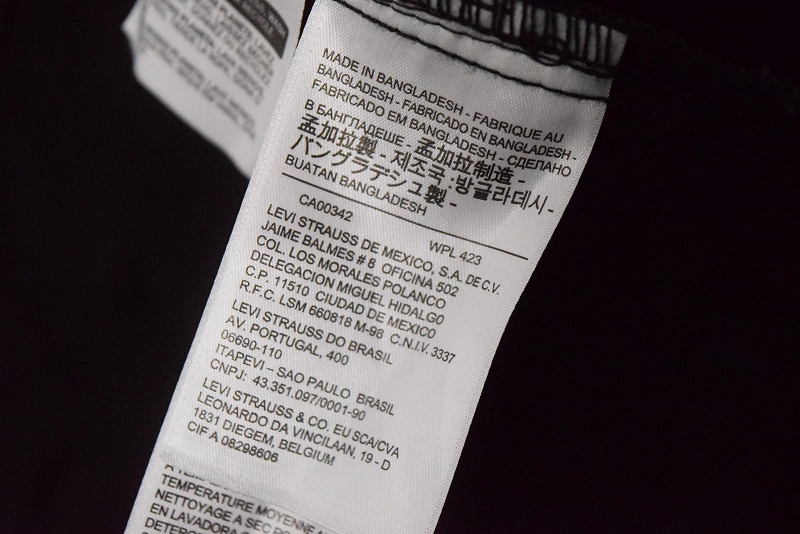 MADE IN BANGLADESH - FABRIQUE AU
BANGLADESH - FABRICADO EN BANGLADESH -
FABRICADO EM BANGLADESH - СДЕЛАНО
В БАНГЛАДЕШЕ - 孟加拉制造 -
孟加拉製 - 제조국 :방글라데시 -
バングラデシュ製 -
BUATAN BANGLADESH
CA00342 WPL 423
LEVI STRAUSS DE MEXICO, S.A. DE C.V.
JAIME BALMES # 8 OFICINA 502
COL. LOS MORALES POLANCO
DELEGACION MIGUEL HIDALGO
C.P. 11510 CIUDAD DE MEXICO
R.F.C. LSM 660818 M-98 C.N.I.V. 3337
LEVI STRAUSS DO BRASIL
AV. PORTUGAL, 400
06690-110
ITAPEVI – SAO PAULO BRASIL
CNPJ: 43.351.097/0001-90
LEVI STRAUSS & CO. EU SCA/CVA
LEONARDO DA VINCILAAN, 19 - D
1831 DIEGEM, BELGIUM
CIF A 08298606
TEMPERATURE MOYENNE
NETTOYAGE A SEC
EN LAVADORA